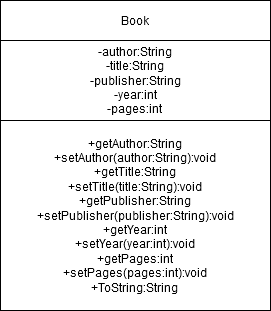 Book
-author:String
-title:String
-publisher:String
-year:int
-pages:int
+getAuthor:String
+setAuthor(author:String):void
+getTitle:String
+setTitle(title:String):void
+getPublisher:String
+setPublisher(publisher:String):void
+getYear:int
+setYear(year:int):void
+getPages:int
+setPages(pages:int):void
+ToString:String